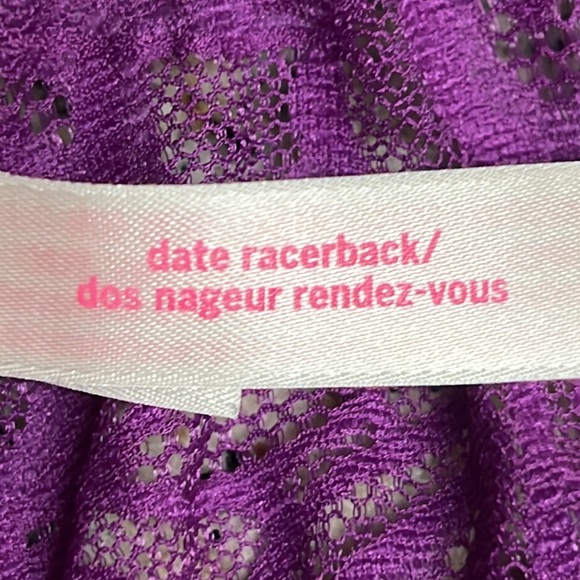 date racerback/
dos nageur rendez-vous